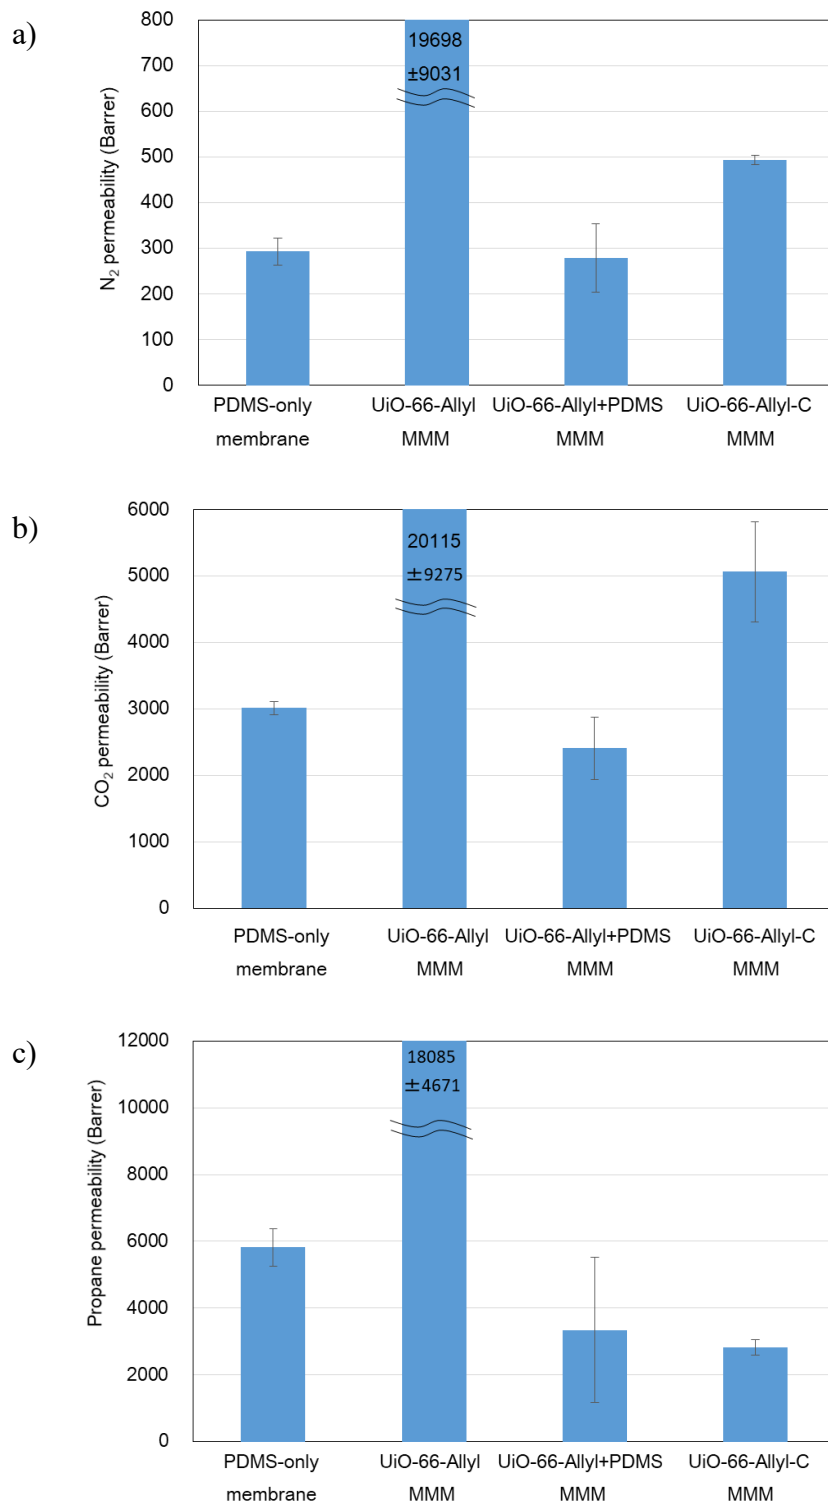 a)
N₂ permeability (Barrer)
800
700
600
500
400
300
200
100
0
19698
±9031
PDMS-only
membrane
UiO-66-Allyl
MMM
UiO-66-Allyl+PDMS
MMM
UiO-66-Allyl-C
MMM
b)
CO₂ permeability (Barrer)
6000
5000
4000
3000
2000
1000
0
20115
±9275
PDMS-only
membrane
UiO-66-Allyl
MMM
UiO-66-Allyl+PDMS
MMM
UiO-66-Allyl-C
MMM
c)
Propane permeability (Barrer)
12000
10000
8000
6000
4000
2000
0
18085
±4671
PDMS-only
membrane
UiO-66-Allyl
MMM
UiO-66-Allyl+PDMS
MMM
UiO-66-Allyl-C
MMM